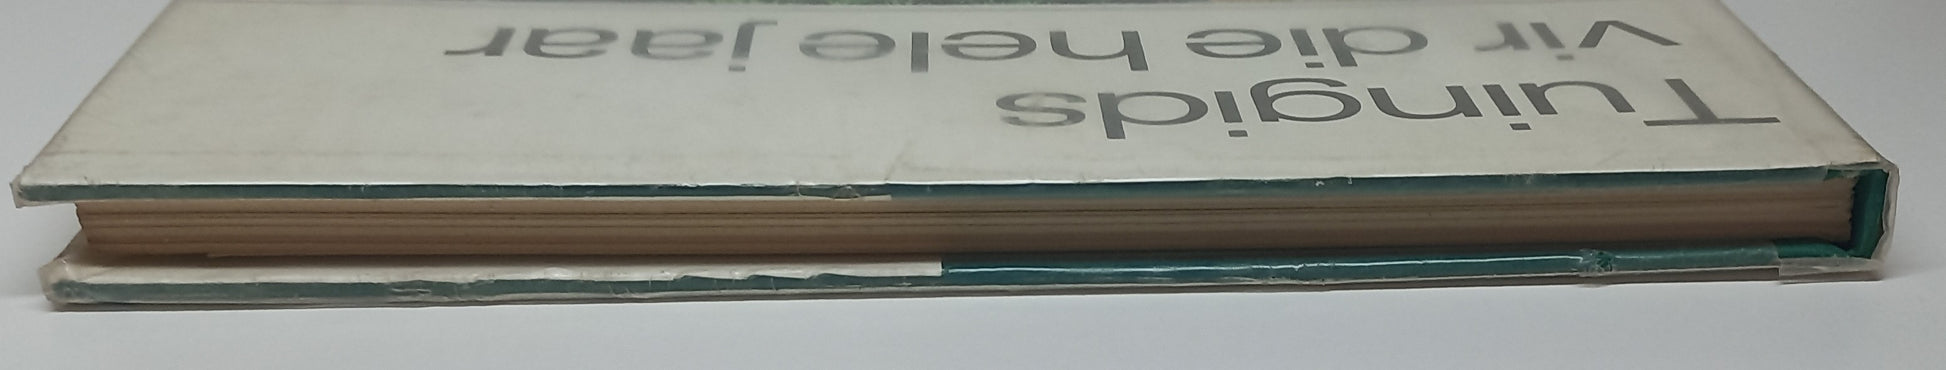 Tuingids
vir die hele jaar